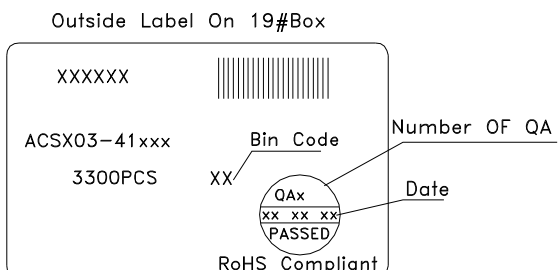 Outside Label On 19#Box
XXXXXX
ACSX03-41xxx
Bin Code
Number OF QA
3300PCS
XX
QAx
Date
xx xx xx
PASSED
RoHS Compliant